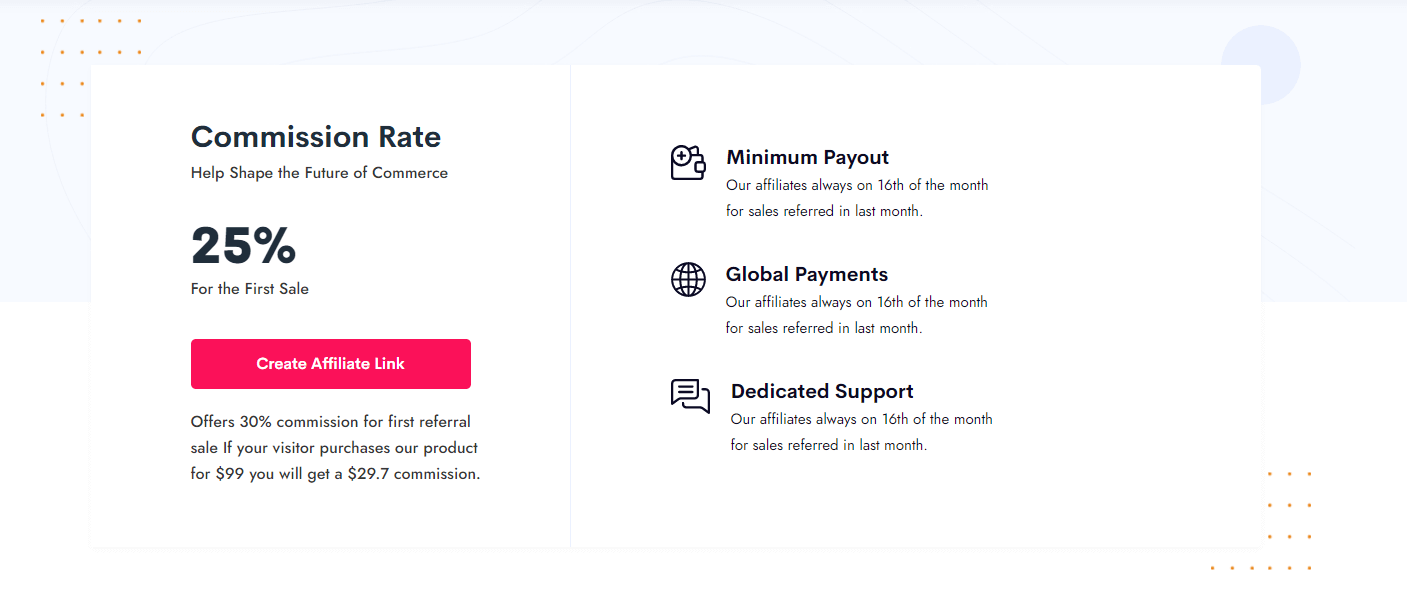 Commission Rate
Help Shape the Future of Commerce
25%
For the First Sale
Create Affiliate Link
Offers 30% commission for first referral
sale If your visitor purchases our product
for $99 you will get a $29.7 commission.
Minimum Payout
Our affiliates always on 16th of the month
for sales referred in last month.
Global Payments
Our affiliates always on 16th of the month
for sales referred in last month.
Dedicated Support
Our affiliates always on 16th of the month
for sales referred in last month.